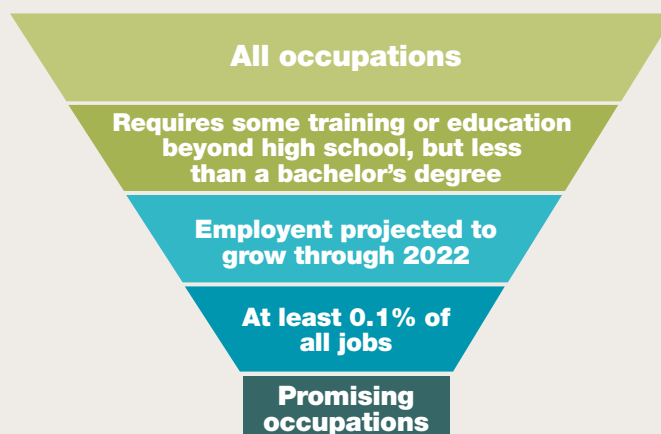 All occupations
Requires some training or education
beyond high school, but less
than a bachelor’s degree
Employent projected to
grow through 2022
At least 0.1% of
all jobs
Promising
occupations